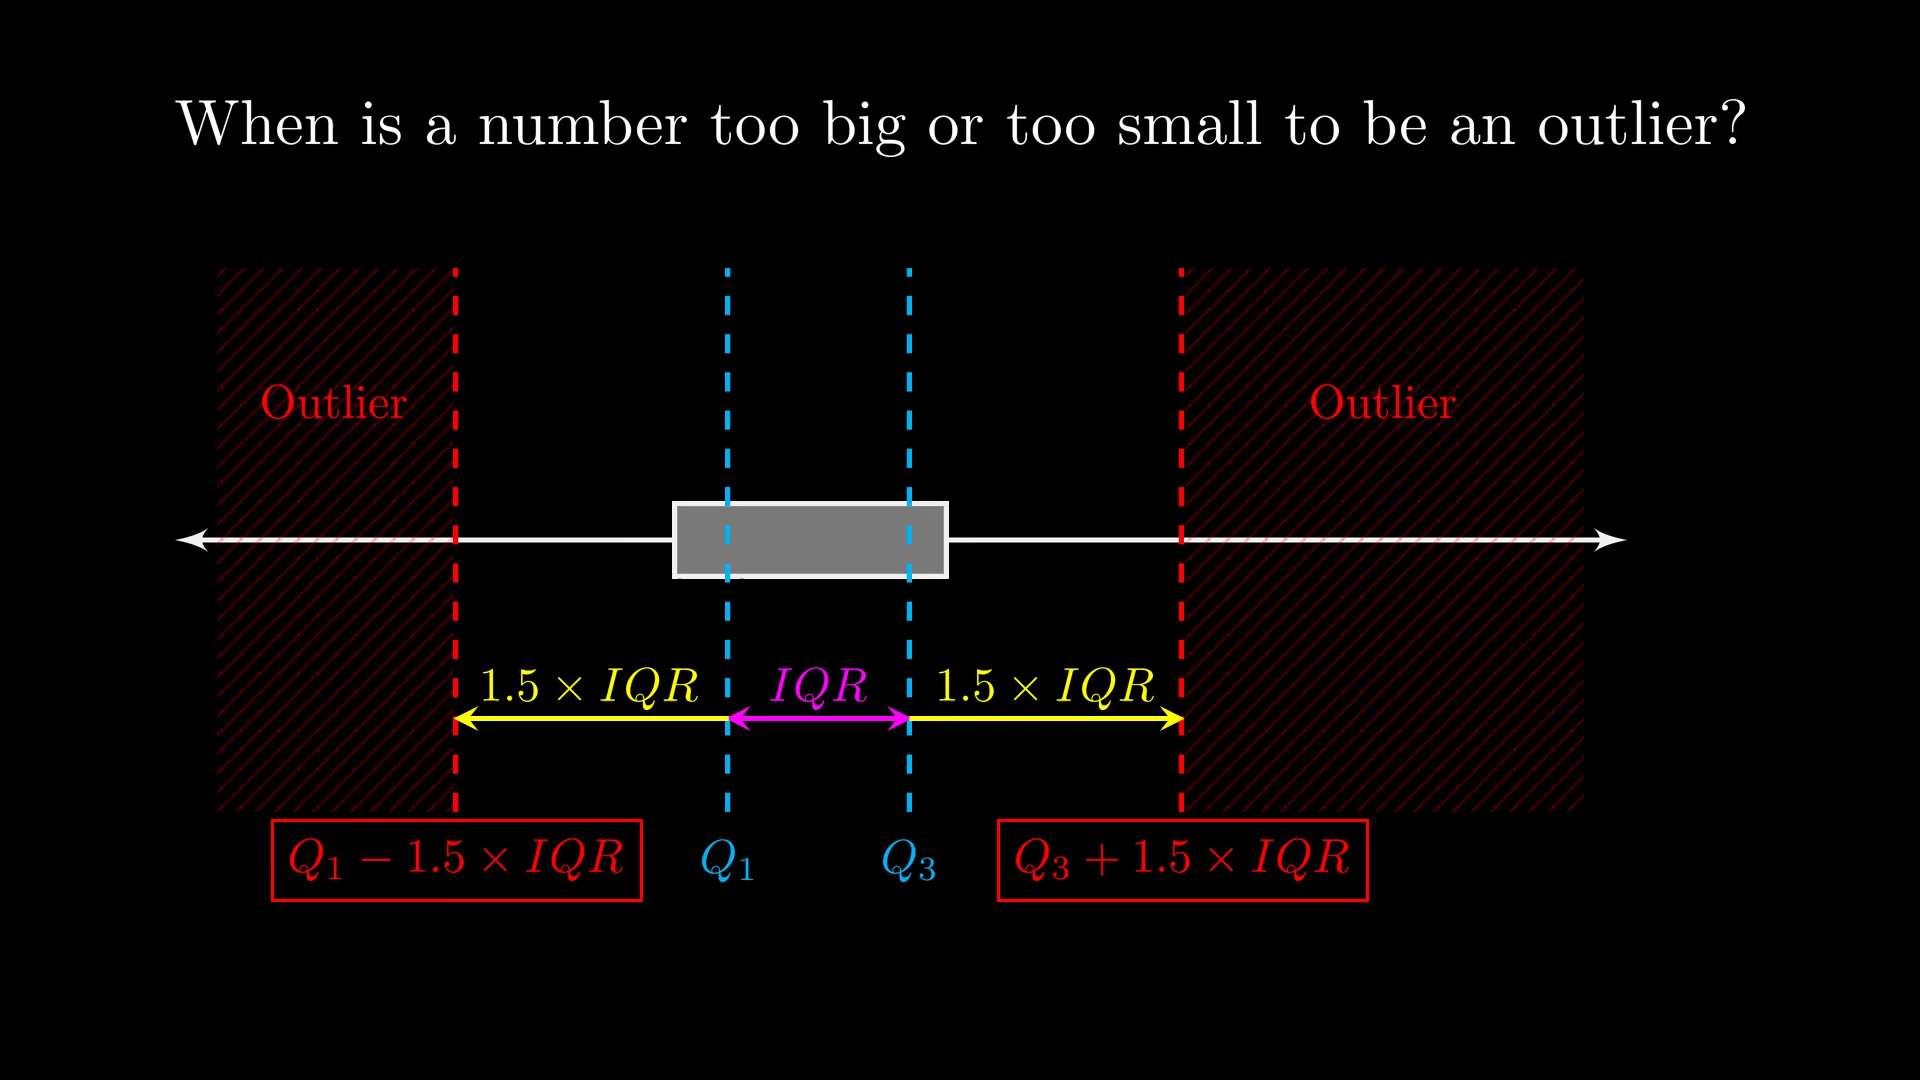 When is a number too big or too small to be an outlier?
Outlier Outlier
1.5 × IQR IQR 1.5 × IQR
Q₁ − 1.5 × IQR Q₁ Q₃ Q₃ + 1.5 × IQR